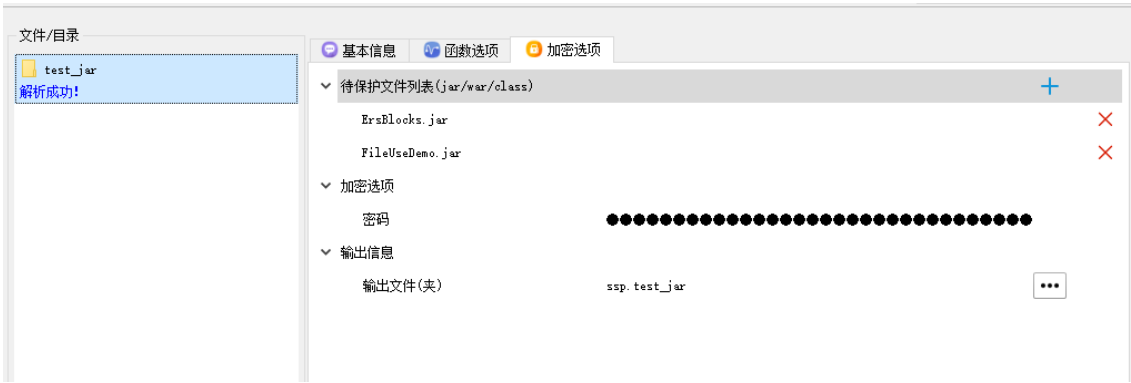 文件/目录
test_jar
解析成功!
基本信息
函数选项
加密选项
待保护文件列表(jar/war/class)
ErsBlocks.jar
FileUseDemo.jar
加密选项
密码
输出信息
输出文件(夹)
ssp.test_jar